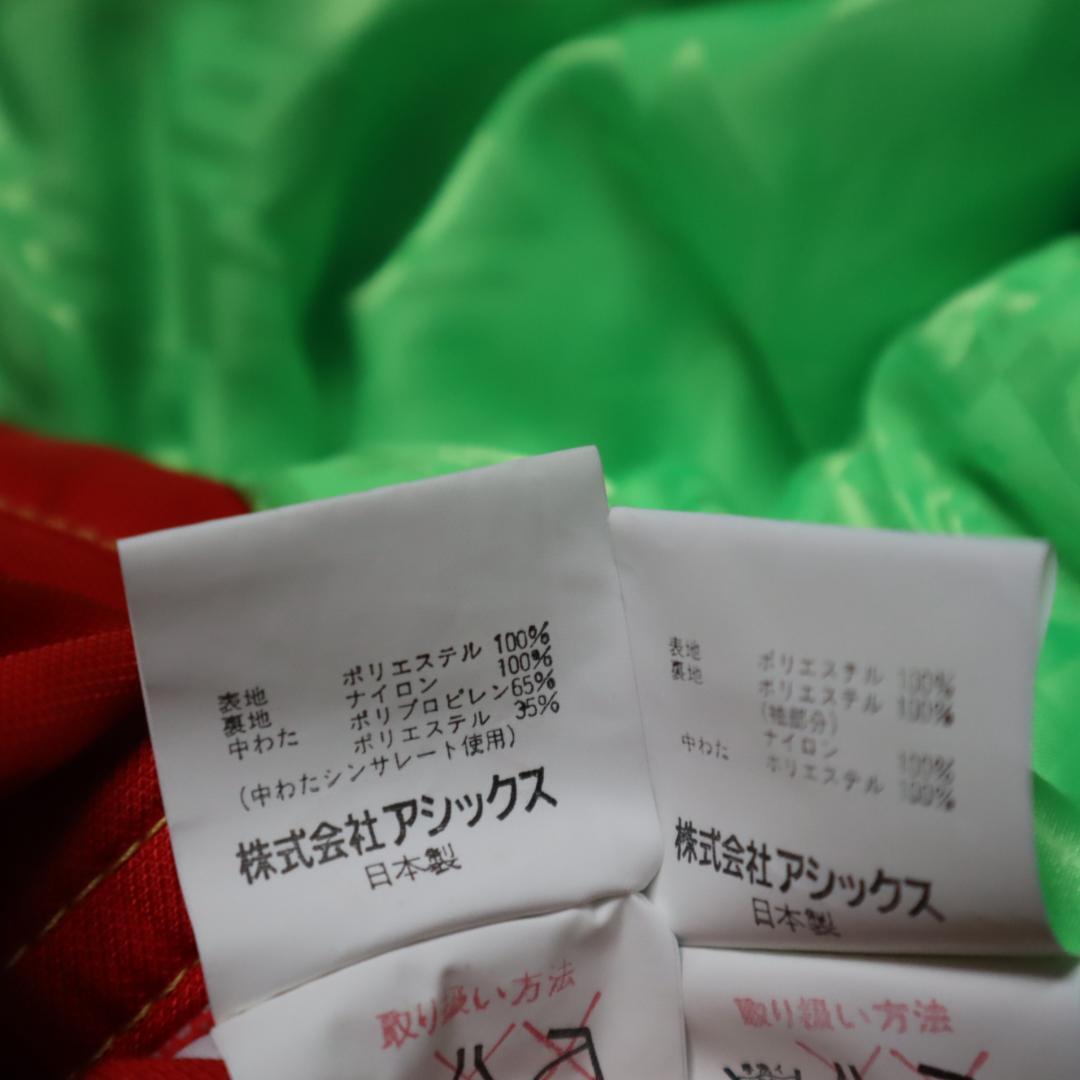 表地 ポリエステル 100%
裏地 ナイロン 100%
中わた ポリプロピレン65%
ポリエステル 35%
(中わたシンサレート使用)
株式会社アシックス
日本製
取り扱い方法
表地 ポリエステル 100%
裏地 ポリエステル 100%
(袖部分)
ナイロン 100%
中わた ポリエステル 100%
株式会社アシックス
日本製
取り扱い方法